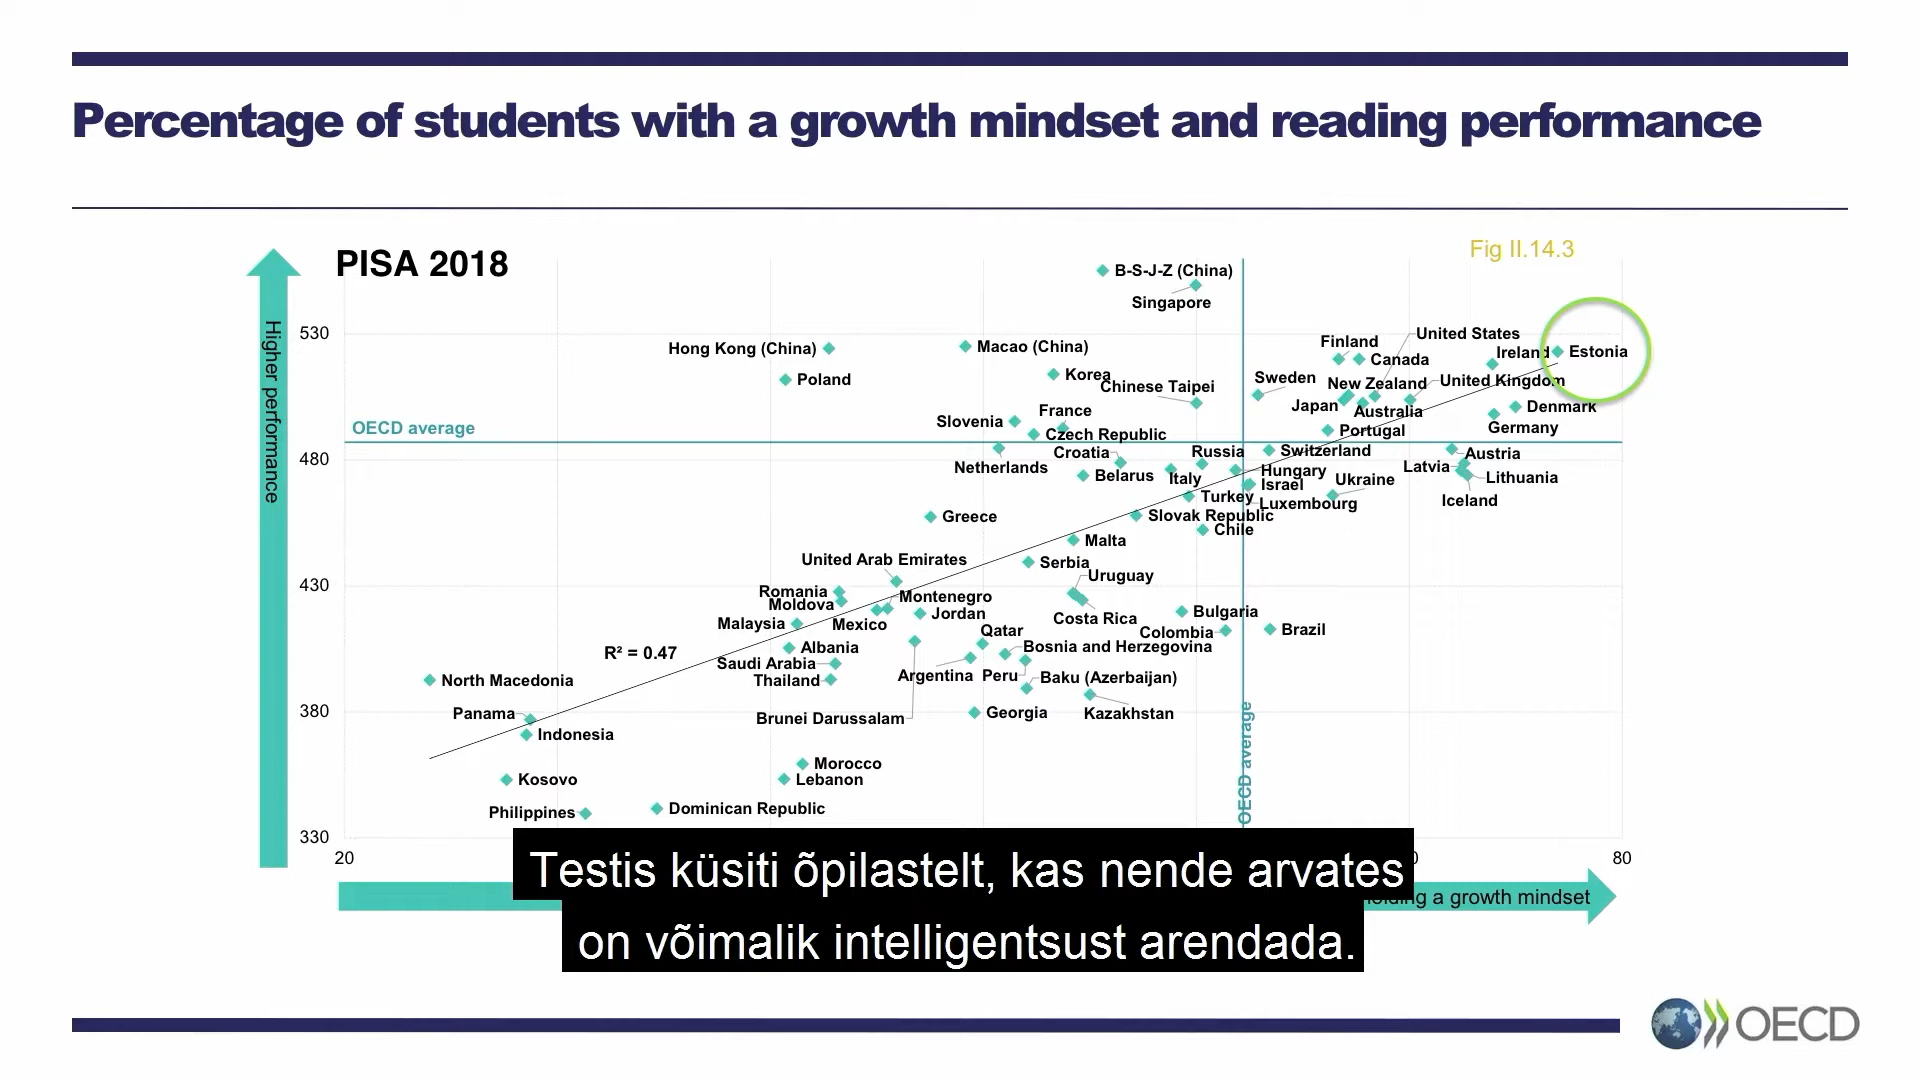 Percentage of students with a growth mindset and reading performance
PISA 2018
Fig II.14.3
Higher performance
B-S-J-Z (China)
Singapore
530
Hong Kong (China)
Macao (China)
Finland
United States
Ireland
Estonia
Canada
Poland
Korea
Chinese Taipei
Sweden
New Zealand
United Kingdom
Japan
Australia
Denmark
Slovenia
France
OECD average
Czech Republic
Portugal
Germany
480
Netherlands
Croatia
Russia
Switzerland
Austria
Latvia
Belarus
Italy
Hungary
Israel
Ukraine
Lithuania
Turkey
Luxembourg
Iceland
Greece
Slovak Republic
Chile
Malta
United Arab Emirates
Serbia
Uruguay
430
Romania
Moldova
Montenegro
Malaysia
Mexico
Jordan
Costa Rica
Bulgaria
Qatar
Colombia
Brazil
R² = 0.47
Albania
Bosnia and Herzegovina
Saudi Arabia
North Macedonia
Thailand
Argentina
Peru
Baku (Azerbaijan)
380
Panama
Brunei Darussalam
Georgia
Kazakhstan
Indonesia
OECD average
Morocco
Kosovo
Lebanon
Philippines
Dominican Republic
330
20
80
a growth mindset
Testis küsiti õpilastelt, kas nende arvates
on võimalik intelligentsust arendada.
OECD